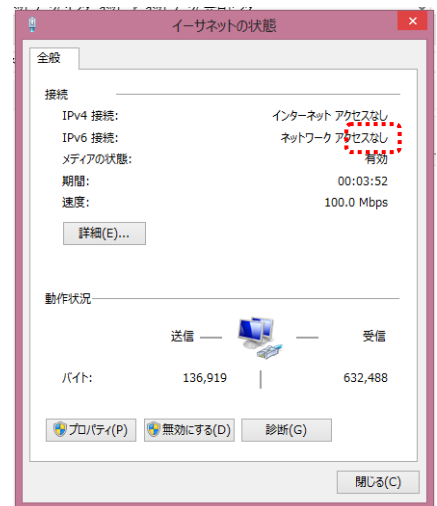 イーサネットの状態
全般
接続
IPv4 接続: インターネット アクセスなし
IPv6 接続: ネットワーク アクセスなし
メディアの状態: 有効
期間: 00:03:52
速度: 100.0 Mbps
詳細(E)...
動作状況
送信 受信
バイト: 136,919 632,488
プロパティ(P) 無効にする(D) 診断(G)
閉じる(C)